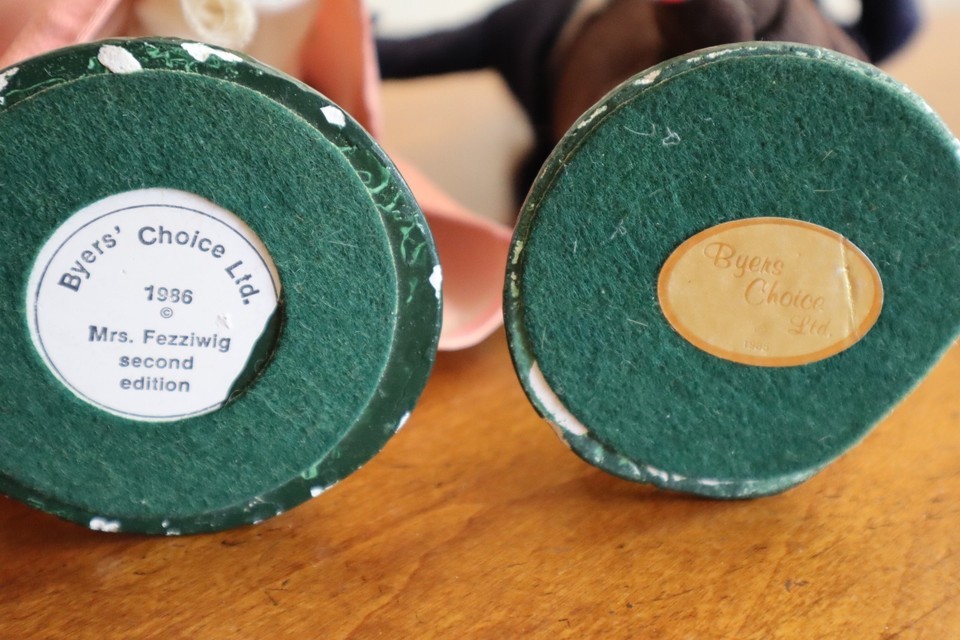 Byers' Choice Ltd.
1986
©
Mrs. Fezziwig
second
edition
Byers
Choice
Ltd.